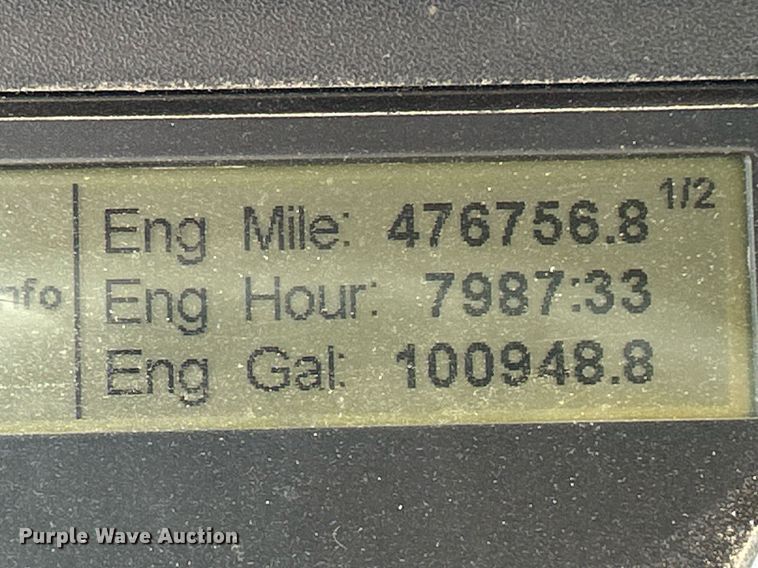 1/2
Eng Mile: 476756.8
Eng Hour: 7987:33
Eng Gal: 100948.8
Purple Wave Auction